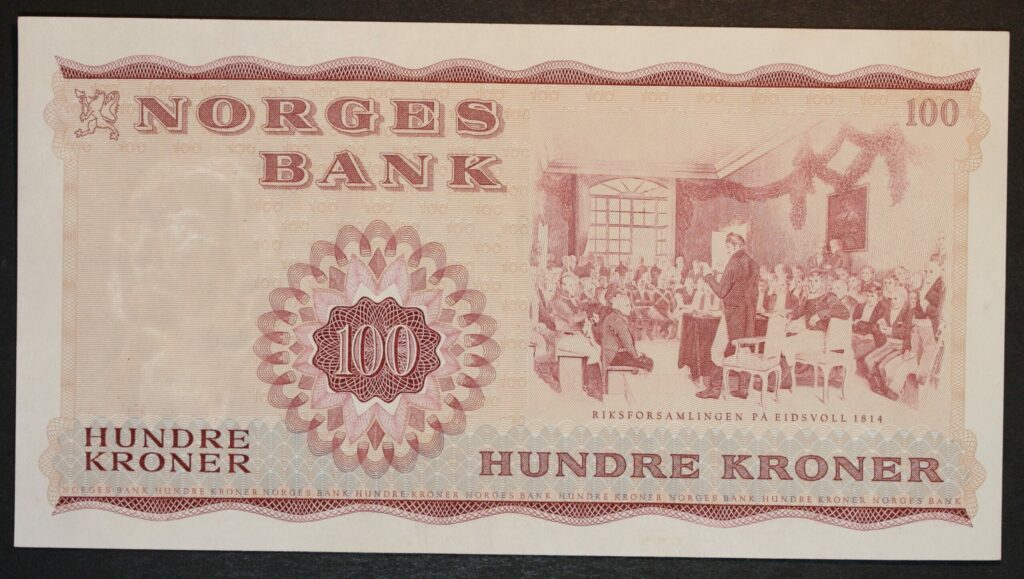 NORGES
BANK
100
100
RIKSFORSAMLINGEN PÅ EIDSVOLL 1814
HUNDRE
KRONER
HUNDRE KRONER
NORGES BANK HUNDRE KRONER NORGES BANK HUNDRE KRONER NORGES BANK HUNDRE KRONER NORGES BANK HUNDRE KRONER NORGES BANK